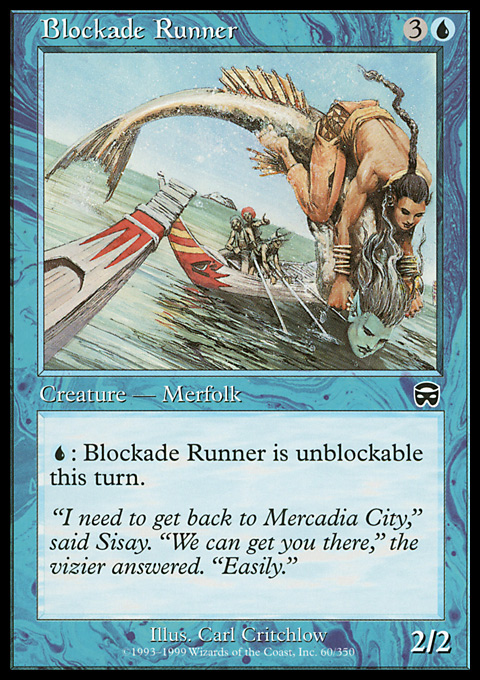 Blockade Runner 3
Creature — Merfolk
: Blockade Runner is unblockable
this turn.
“I need to get back to Mercadia City,”
said Sisay. “We can get you there,” the
vizier answered. “Easily.”
Illus. Carl Critchlow
2/2
©1993-1999 Wizards of the Coast, Inc. 60/350